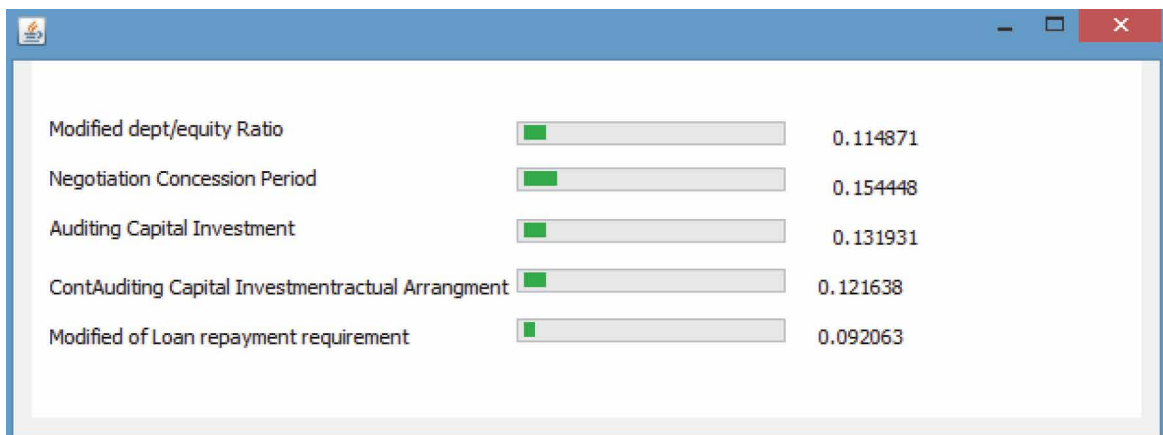 Modified dept/equity Ratio 0.114871
Negotiation Concession Period 0.154448
Auditing Capital Investment 0.131931
ContAuditing Capital Investmentractual Arrangment 0.121638
Modified of Loan repayment requirement 0.092063